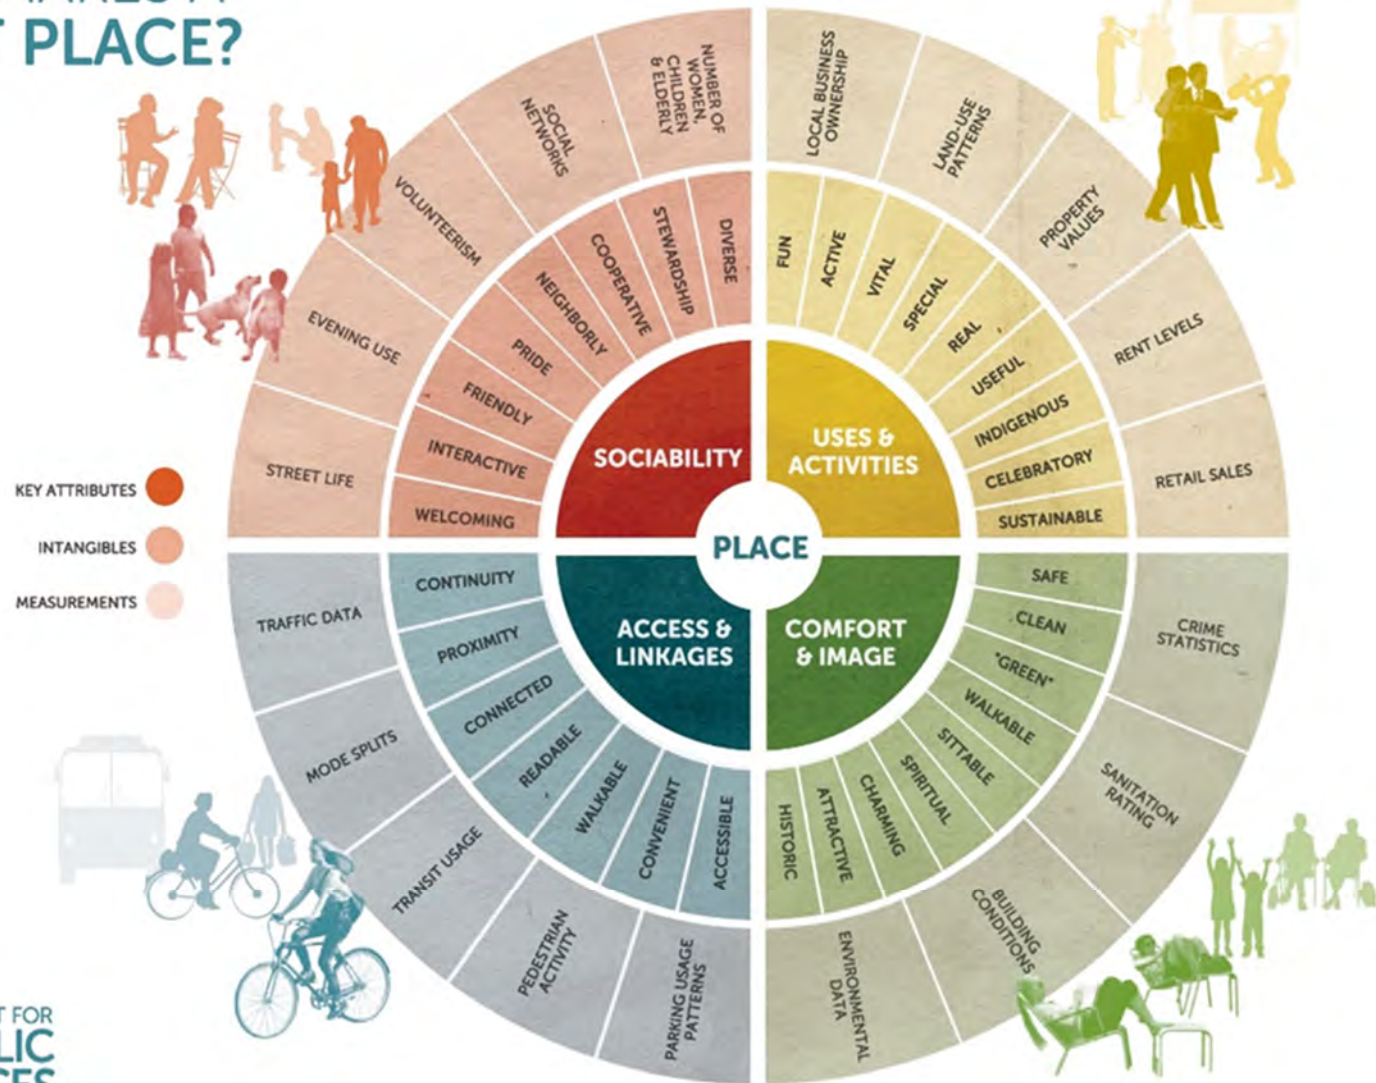 PLACE?
NUMBER OF
WOMEN,
CHILDREN
& ELDERLY
SOCIAL
NETWORKS
VOLUNTEERISM
EVENING USE
STREET LIFE
DIVERSE
STEWARDSHIP
COOPERATIVE
NEIGHBORLY
PRIDE
FRIENDLY
INTERACTIVE
WELCOMING
SOCIABILITY
LOCAL BUSINESS
OWNERSHIP
LAND-USE
PATTERNS
PROPERTY
VALUES
RENT LEVELS
RETAIL SALES
FUN
ACTIVE
VITAL
SPECIAL
REAL
USEFUL
INDIGENOUS
CELEBRATORY
SUSTAINABLE
USES &
ACTIVITIES
PLACE
KEY ATTRIBUTES
INTANGIBLES
MEASUREMENTS
ACCESS &
LINKAGES
CONTINUITY
PROXIMITY
CONNECTED
READABLE
WALKABLE
CONVENIENT
ACCESSIBLE
TRAFFIC DATA
MODE SPLITS
TRANSIT USAGE
PEDESTRIAN
ACTIVITY
PARKING USAGE
PATTERNS
COMFORT
& IMAGE
SAFE
CLEAN
"GREEN"
WALKABLE
SITTABLE
SPIRITUAL
CHARMING
ATTRACTIVE
HISTORIC
CRIME
STATISTICS
SANITATION
RATING
BUILDING
CONDITIONS
ENVIRONMENTAL
DATA
FOR